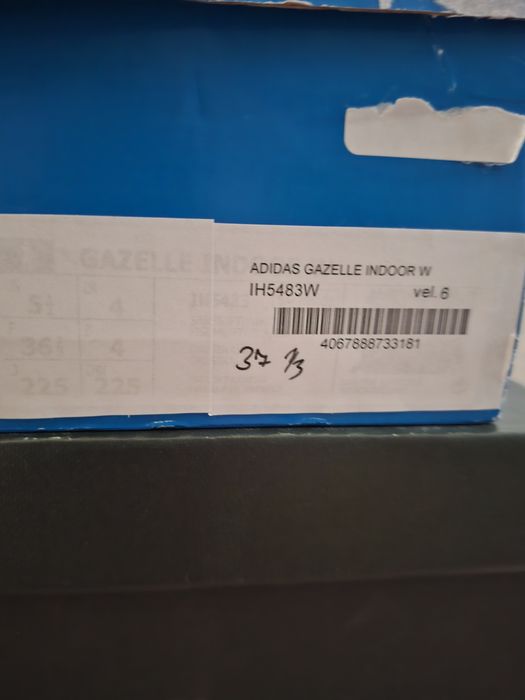 GAZELLE IND
ADIDAS GAZELLE INDOOR W
IH5483W vel. 6
4067888733181
37 1/3
5½ 4
36⅔ 4
225 225